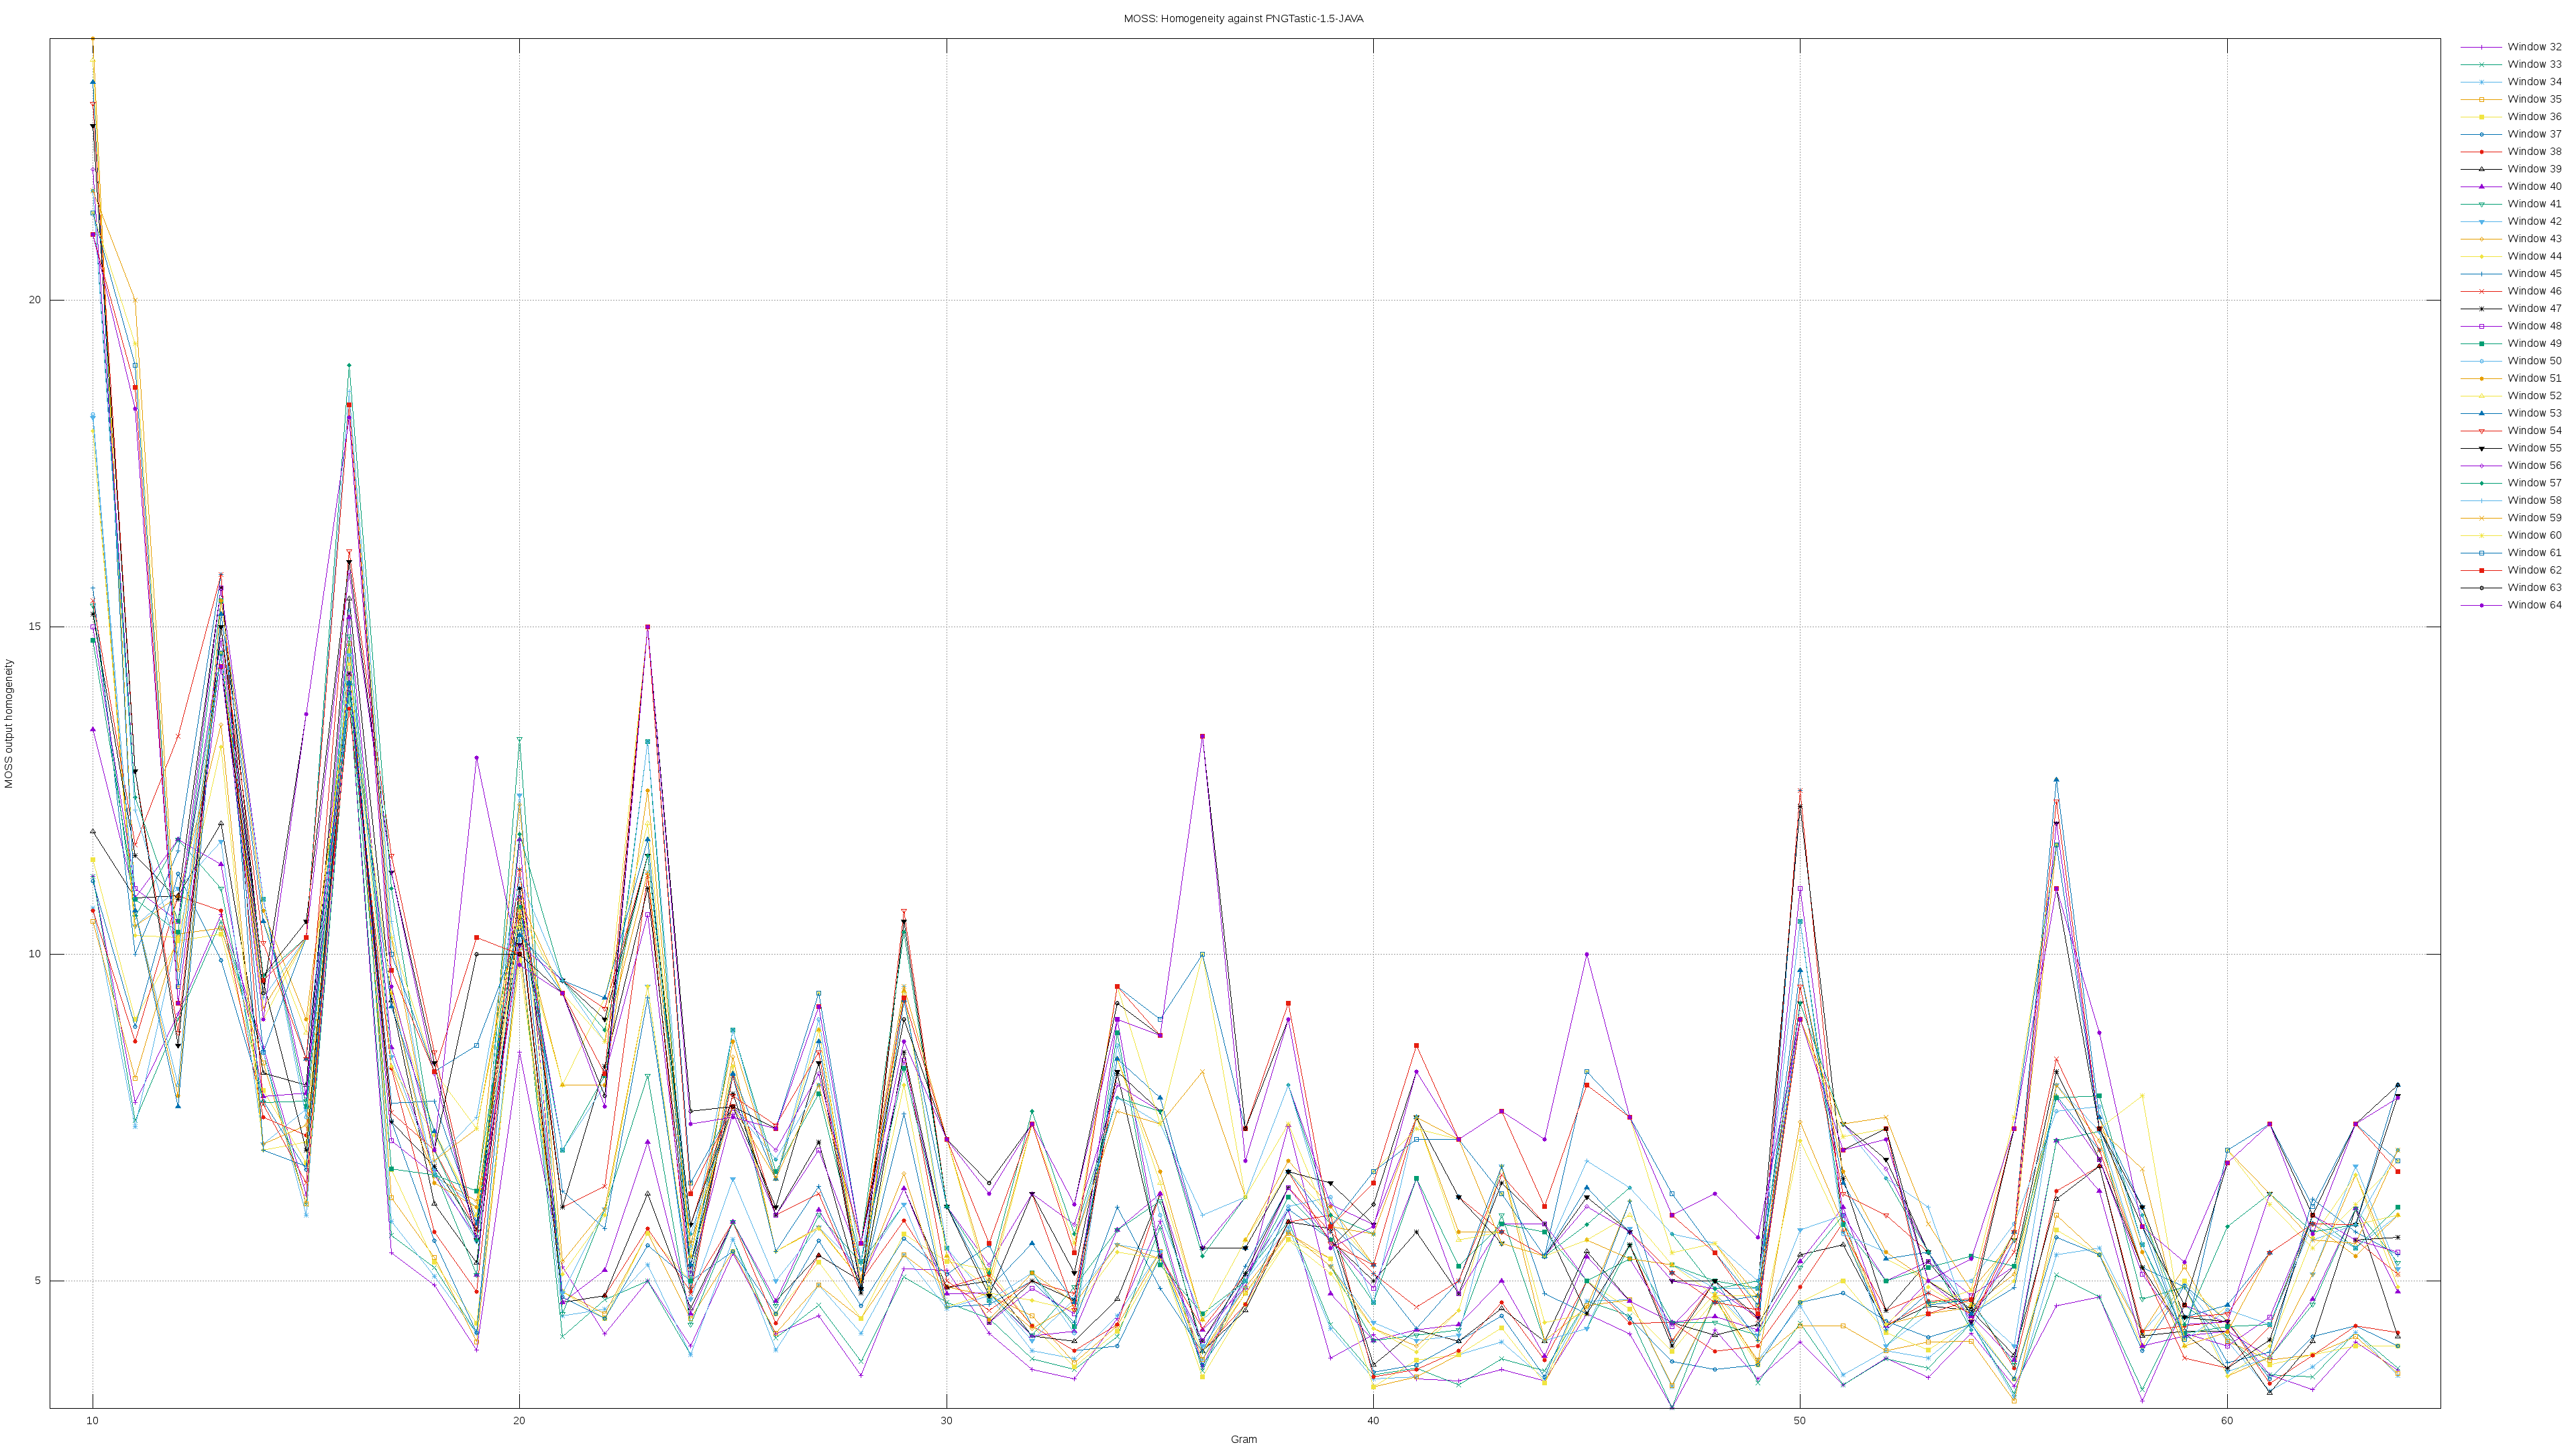 MOSS: Homogeneity against PNGTastic-1.5-JAVA
MOSS output homogeneity
20
15
10
5
10
20
30
40
50
60
Gram
Window 32
Window 33
Window 34
Window 35
Window 36
Window 37
Window 38
Window 39
Window 40
Window 41
Window 42
Window 43
Window 44
Window 45
Window 46
Window 47
Window 48
Window 49
Window 50
Window 51
Window 52
Window 53
Window 54
Window 55
Window 56
Window 57
Window 58
Window 59
Window 60
Window 61
Window 62
Window 63
Window 64